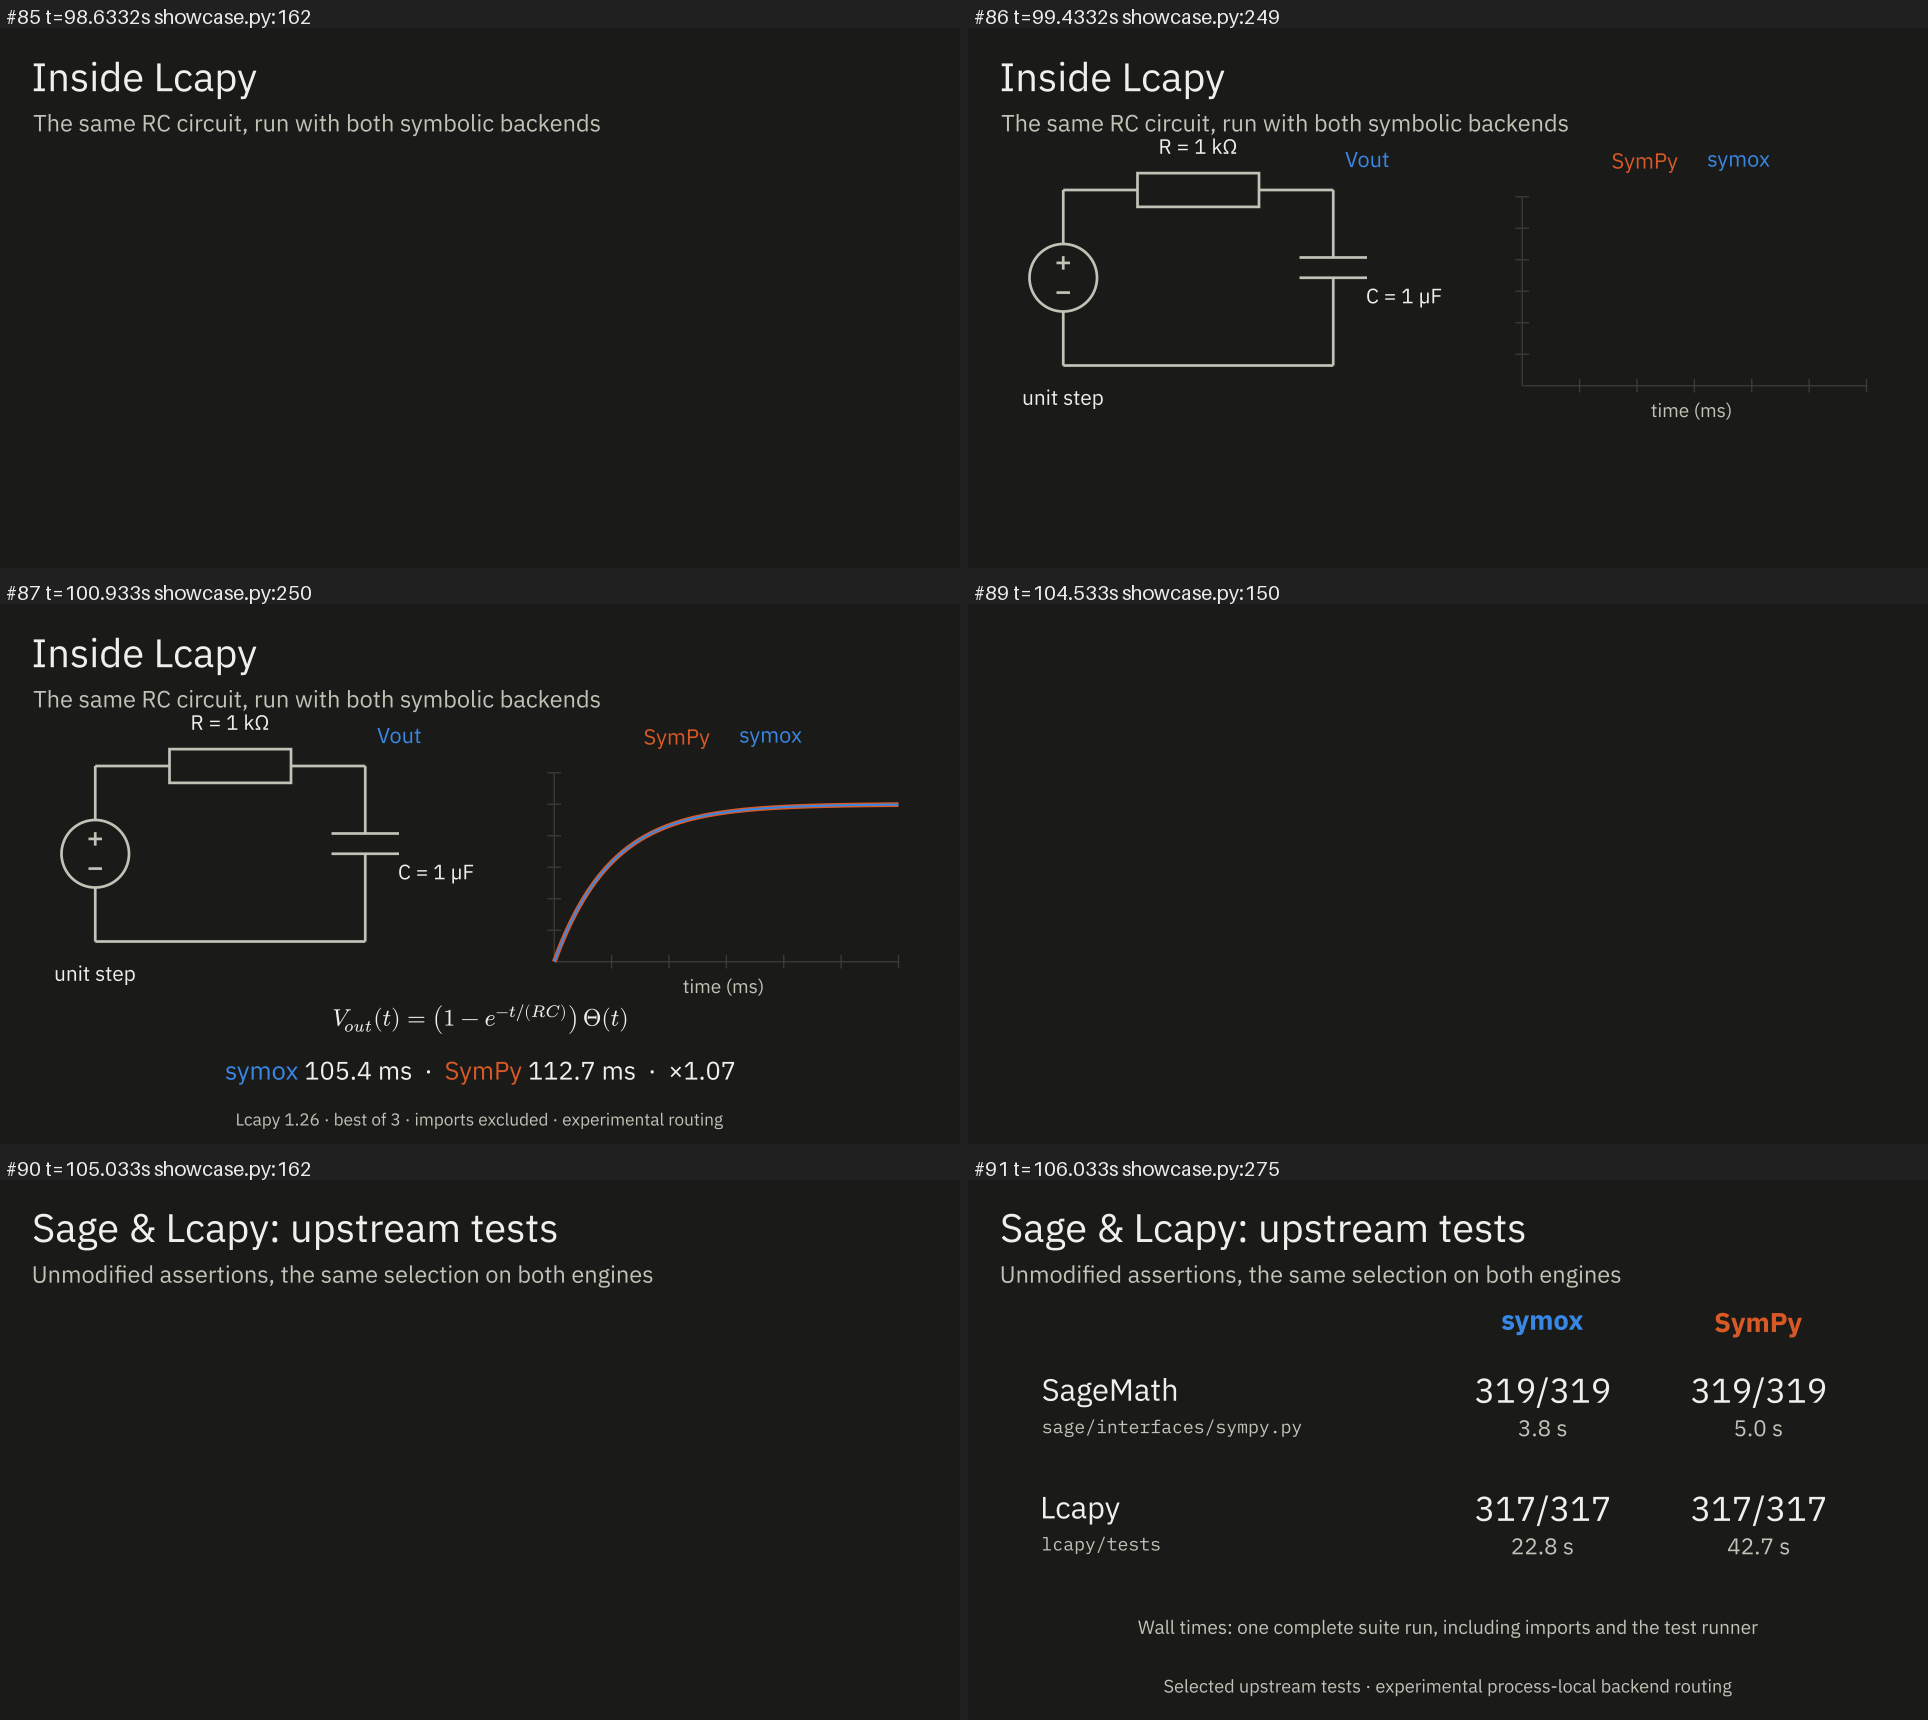 #85 t=98.6332s showcase.py:162
Inside Lcapy
The same RC circuit, run with both symbolic backends
#86 t=99.4332s showcase.py:249
Inside Lcapy
The same RC circuit, run with both symbolic backends
R = 1 kΩ
Vout
SymPy symox
+
−
C = 1 µF
unit step
time (ms)
#87 t=100.933s showcase.py:250
Inside Lcapy
The same RC circuit, run with both symbolic backends
R = 1 kΩ
Vout
SymPy symox
+
−
C = 1 µF
unit step
time (ms)
V_{out}(t) = (1 − e^{−t/(RC)}) Θ(t)
symox 105.4 ms · SymPy 112.7 ms · ×1.07
Lcapy 1.26 · best of 3 · imports excluded · experimental routing
#89 t=104.533s showcase.py:150
#90 t=105.033s showcase.py:162
Sage & Lcapy: upstream tests
Unmodified assertions, the same selection on both engines
#91 t=106.033s showcase.py:275
Sage & Lcapy: upstream tests
Unmodified assertions, the same selection on both engines
symox SymPy
SageMath 319/319 319/319
sage/interfaces/sympy.py 3.8 s 5.0 s
Lcapy 317/317 317/317
lcapy/tests 22.8 s 42.7 s
Wall times: one complete suite run, including imports and the test runner
Selected upstream tests · experimental process-local backend routing